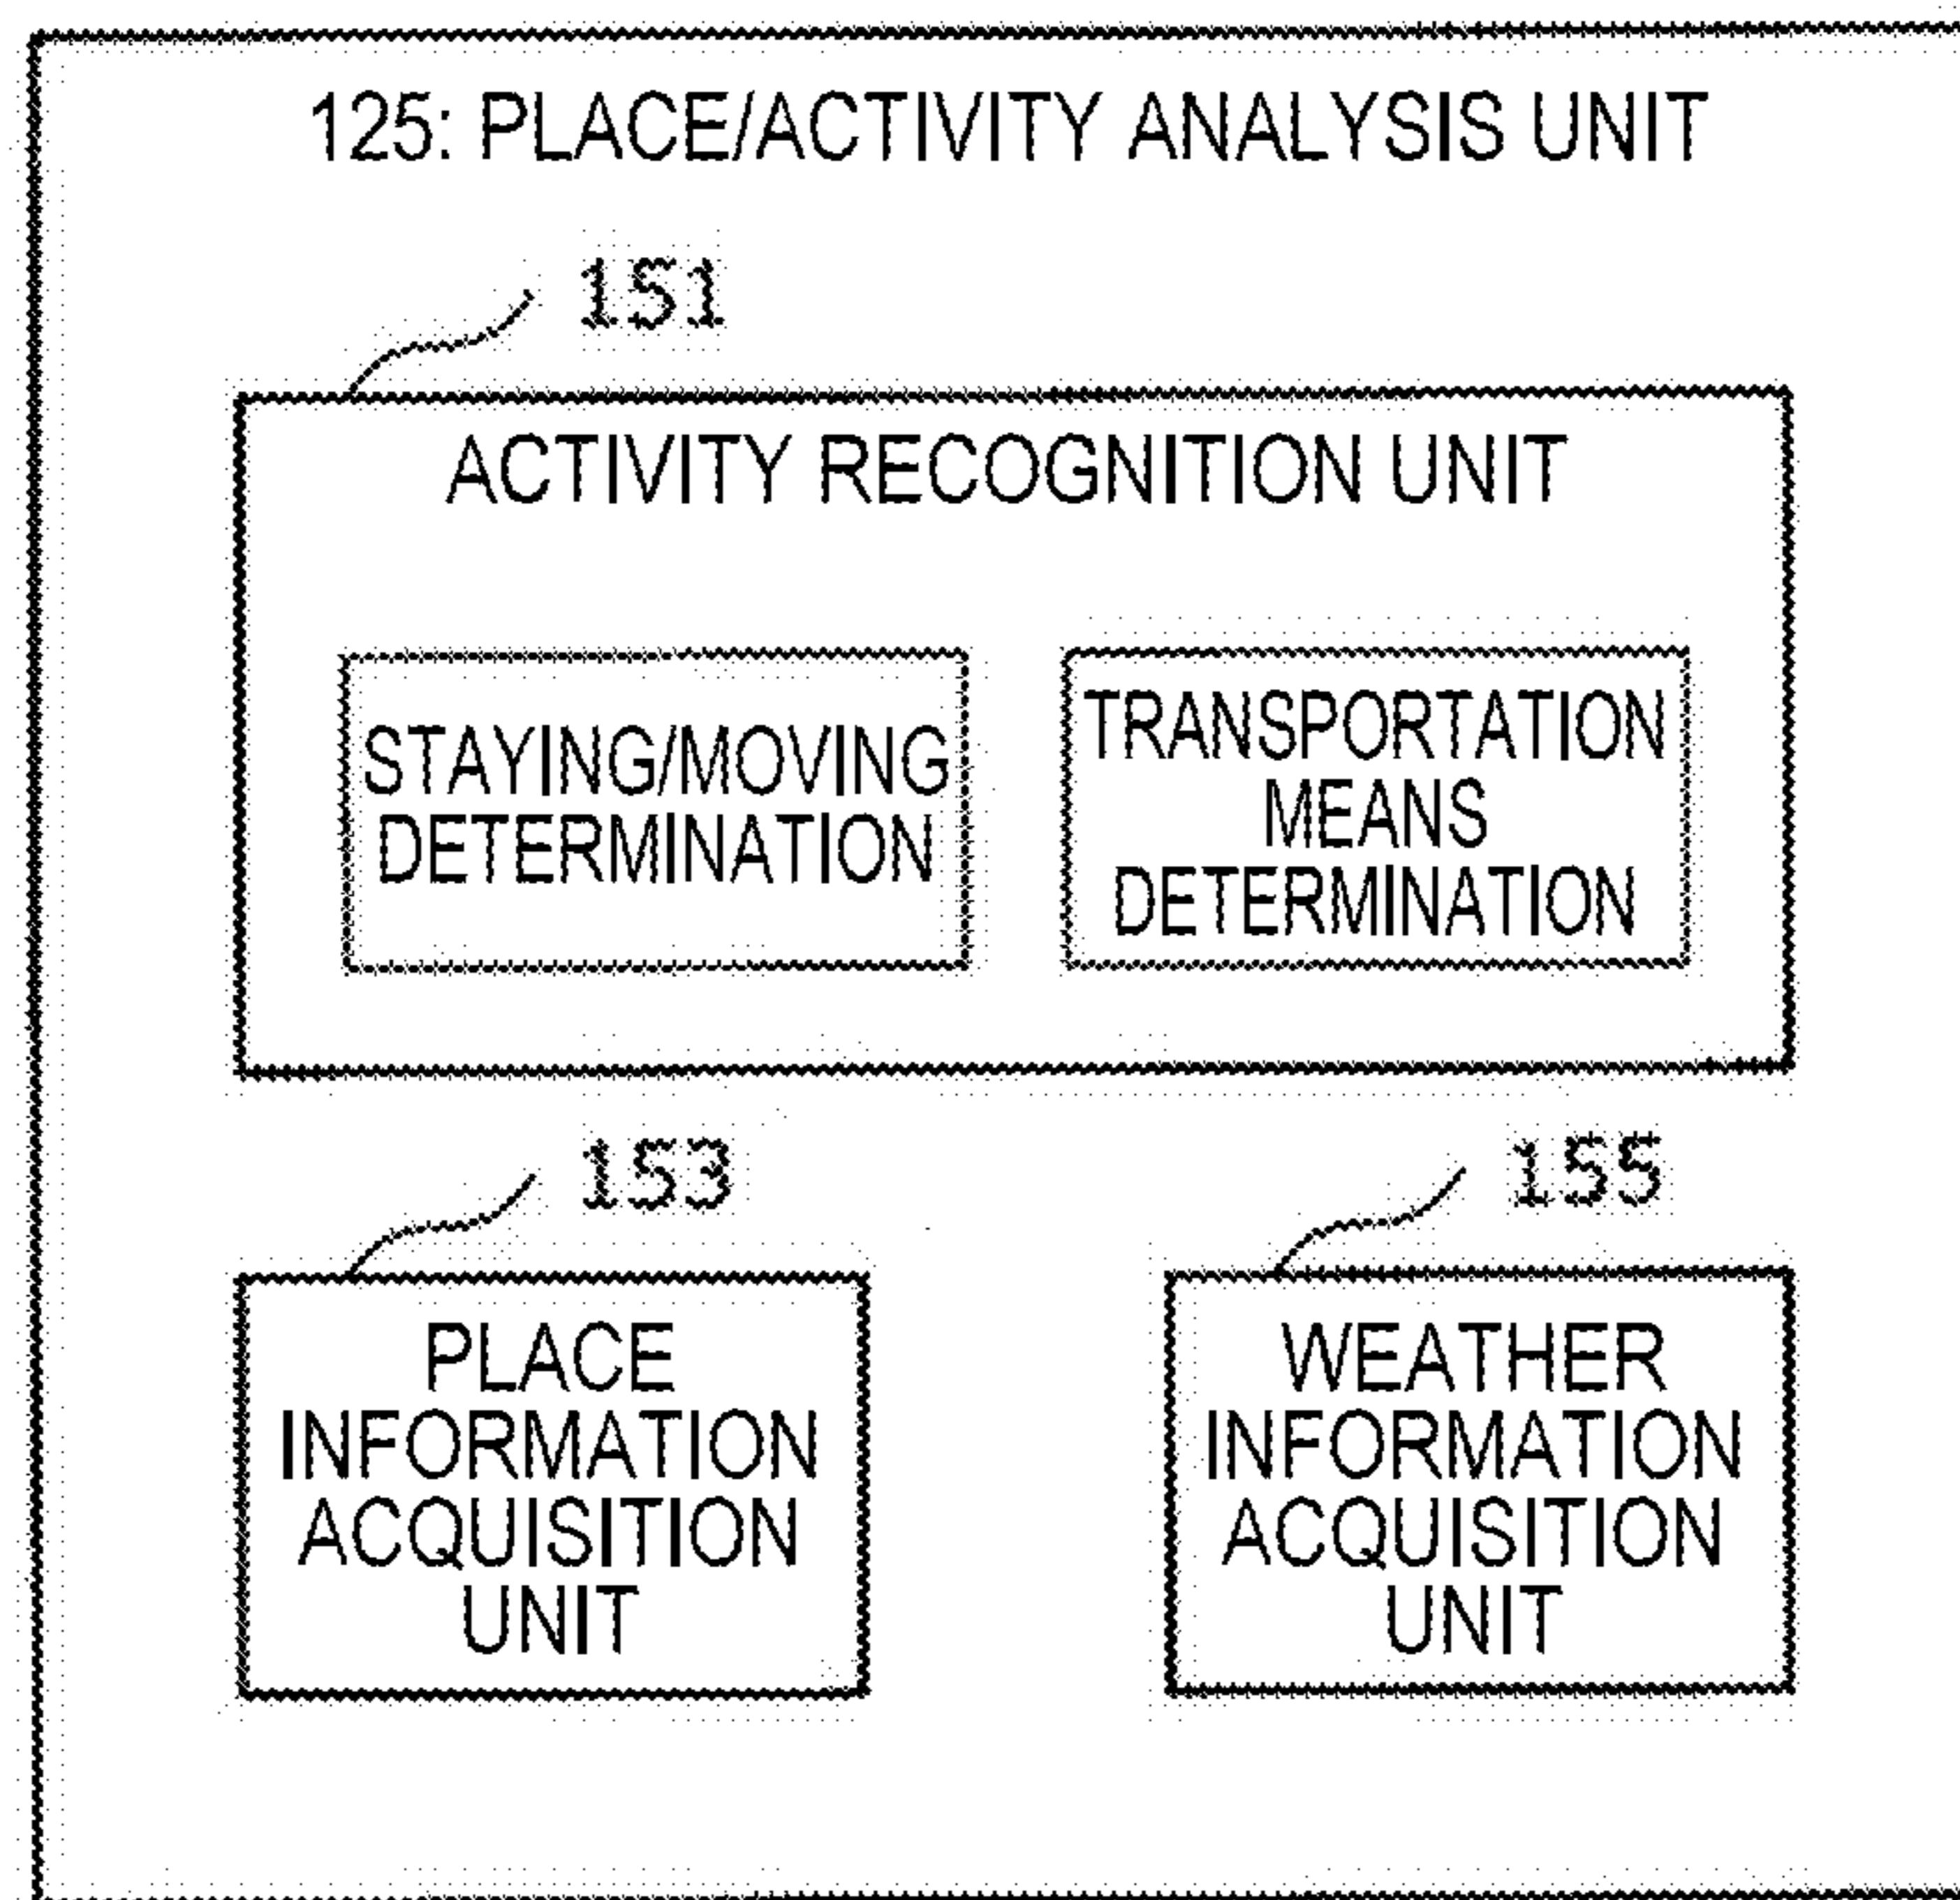 125: PLACE/ACTIVITY ANALYSIS UNIT
151
ACTIVITY RECOGNITION UNIT
STAYING/MOVING
DETERMINATION
TRANSPORTATION
MEANS
DETERMINATION
153
PLACE
INFORMATION
ACQUISITION
UNIT
155
WEATHER
INFORMATION
ACQUISITION
UNIT